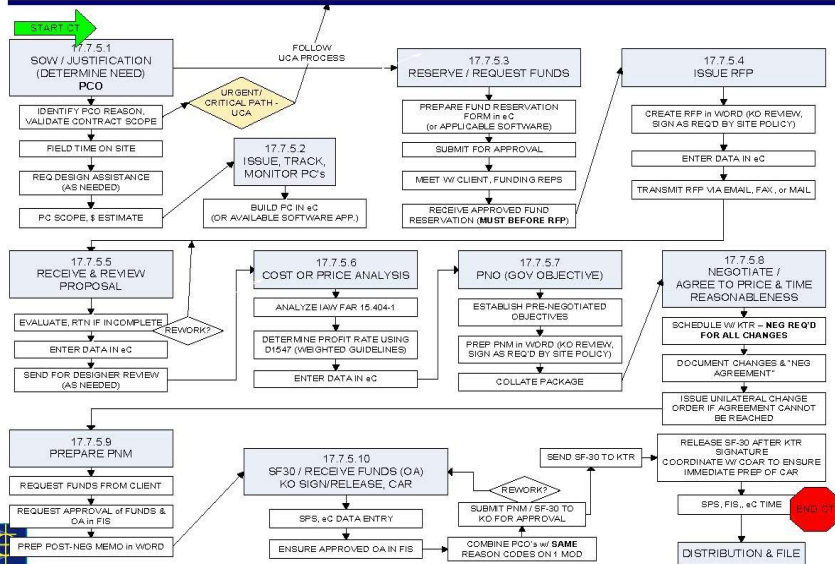 START CT
17.7.5.1
SOW / JUSTIFICATION
(DETERMINE NEED)
PCO
IDENTIFY PCO REASON,
VALIDATE CONTRACT SCOPE
FIELD TIME ON SITE
REQ DESIGN ASSISTANCE
(AS NEEDED)
PC SCOPE, $ ESTIMATE
URGENT/
CRITICAL PATH -
UCA
FOLLOW
UCA PROCESS
17.7.5.2
ISSUE, TRACK,
MONITOR PC's
BUILD PC IN eC
(OR AVAILABLE SOFTWARE APP.)
17.7.5.3
RESERVE / REQUEST FUNDS
PREPARE FUND RESERVATION
FORM in eC
(or APPLICABLE SOFTWARE)
SUBMIT FOR APPROVAL
MEET W/ CLIENT, FUNDING REPS
RECEIVE APPROVED FUND
RESERVATION (MUST BEFORE RFP)
17.7.5.4
ISSUE RFP
CREATE RFP in WORD (KO REVIEW,
SIGN AS REQ'D BY SITE POLICY)
ENTER DATA IN eC
TRANSMIT RFP VIA EMAIL, FAX, or MAIL
17.7.5.5
RECEIVE & REVIEW
PROPOSAL
EVALUATE, RTN IF INCOMPLETE
REWORK?
ENTER DATA IN eC
SEND FOR DESIGNER REVIEW
(AS NEEDED)
17.7.5.6
COST OR PRICE ANALYSIS
ANALYZE IAW FAR 15.404-1
DETERMINE PROFIT RATE USING
D1547 (WEIGHTED GUIDELINES)
ENTER DATA IN eC
17.7.5.7
PNO (GOV OBJECTIVE)
ESTABLISH PRE-NEGOTIATED
OBJECTIVES
PREP PNM in WORD (KO REVIEW,
SIGN AS REQ'D BY SITE POLICY)
COLLATE PACKAGE
17.7.5.8
NEGOTIATE /
AGREE TO PRICE & TIME
REASONABLENESS
SCHEDULE W/ KTR – NEG REQ'D
FOR ALL CHANGES
DOCUMENT CHANGES & "NEG
AGREEMENT"
ISSUE UNILATERAL CHANGE
ORDER IF AGREEMENT CANNOT
BE REACHED
17.7.5.9
PREPARE PNM
REQUEST FUNDS FROM CLIENT
REQUEST APPROVAL of FUNDS &
OA in FIS
PREP POST-NEG MEMO in WORD
17.7.5.10
SF30 / RECEIVE FUNDS (OA)
KO SIGN/RELEASE, CAR
SPS, eC DATA ENTRY
ENSURE APPROVED OA IN FIS
COMBINE PCO's w/ SAME
REASON CODES ON 1 MOD
SUBMIT PNM / SF-30 TO
KO FOR APPROVAL
REWORK?
SEND SF-30 TO KTR
RELEASE SF-30 AFTER KTR
SIGNATURE
COORDINATE W/ COAR TO ENSURE
IMMEDIATE PREP OF CAR
SPS, FIS,, eC TIME
END CT
DISTRIBUTION & FILE